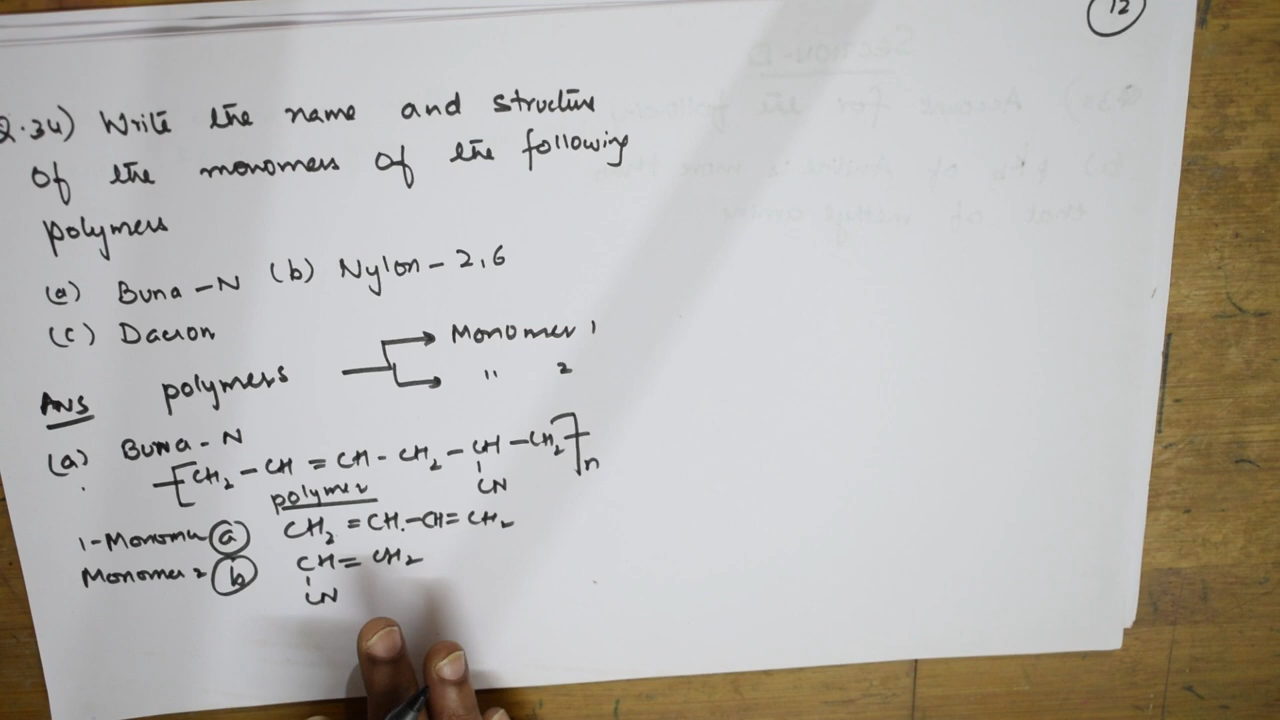 12
Q.34) Write the name and structure
of the monomers of the following
polymers
(a) Buna-N (b) Nylon-2,6
(c) Dacron
Ans polymers → Monomer 1
→ " 2
(a) Buna-N
-[CH2-CH=CH-CH2-CH-CH2]-n
CN
polymer
1-Monomer (a) CH2=CH-CH=CH2
Monomer 2 (b) CH=CH2
CN